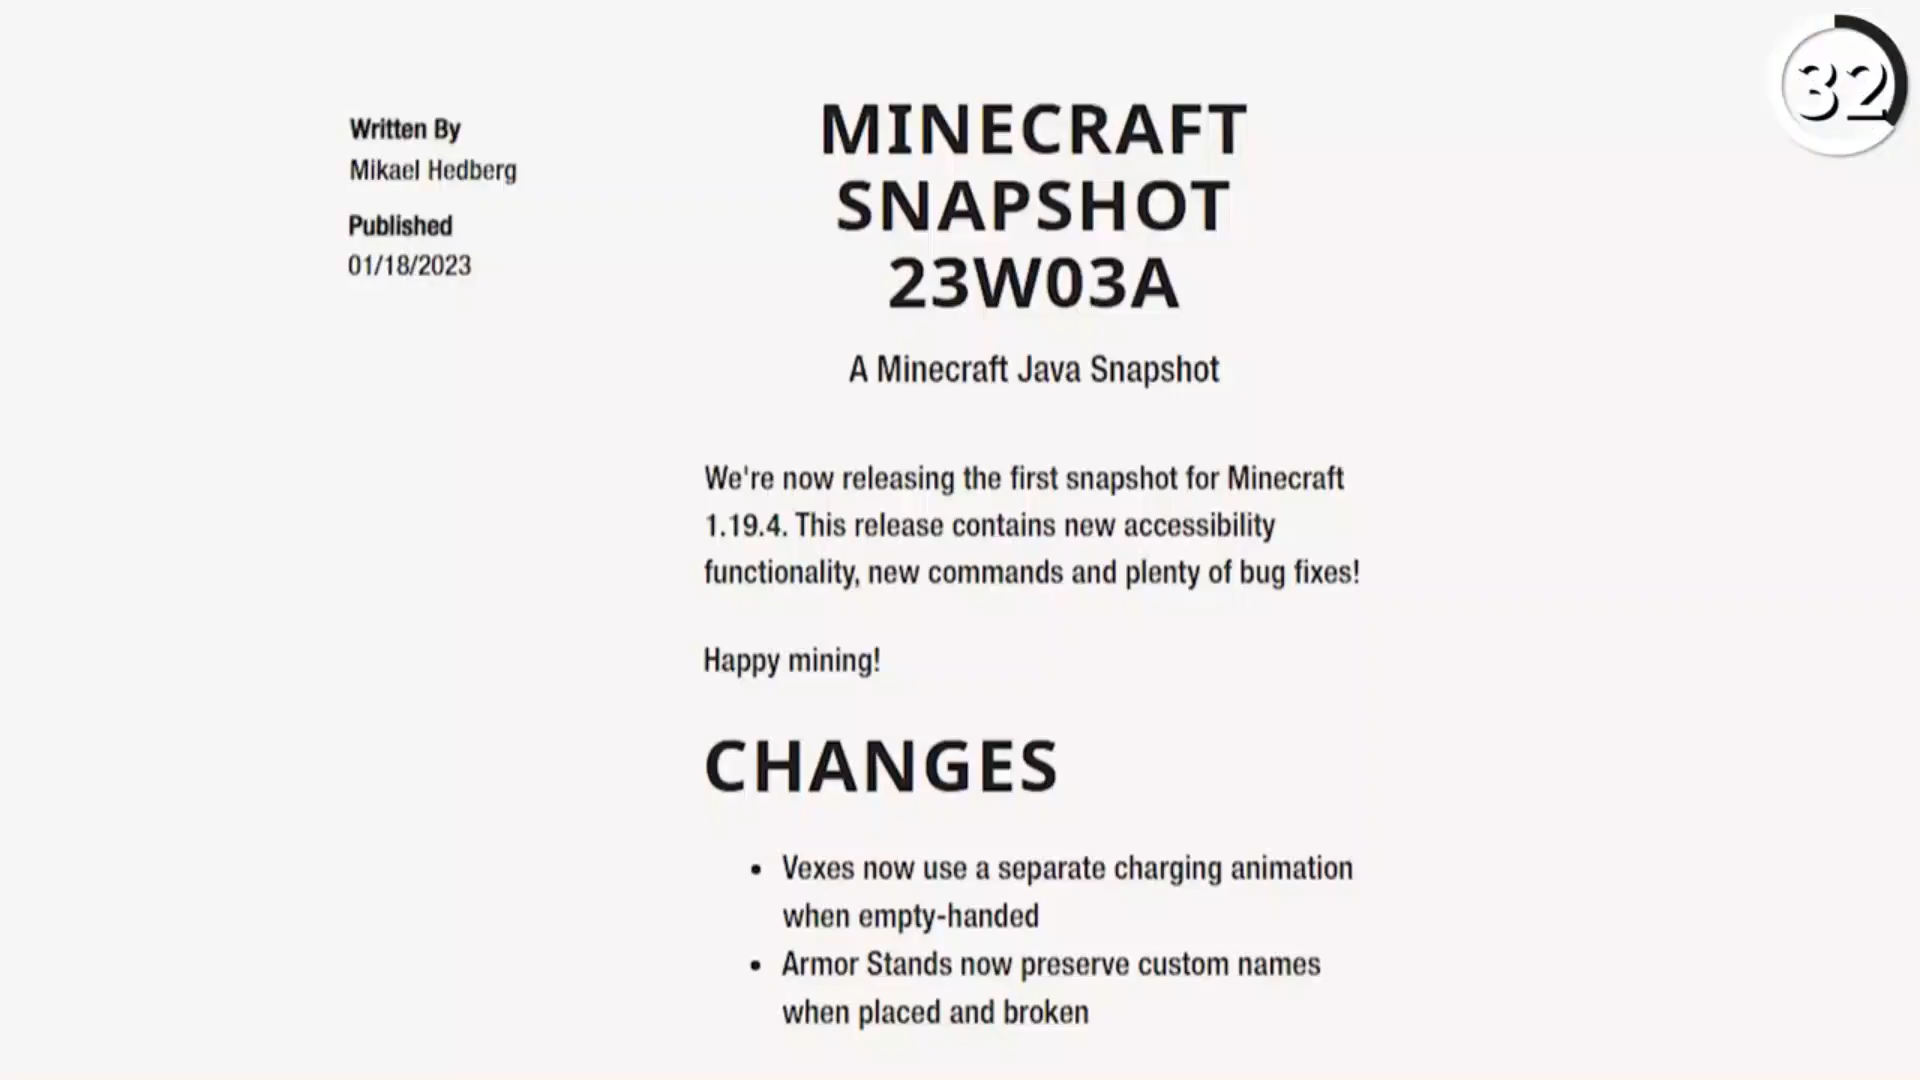 32
Written By
Mikael Hedberg
Published
01/18/2023
MINECRAFT
SNAPSHOT
23W03A
A Minecraft Java Snapshot
We're now releasing the first snapshot for Minecraft
1.19.4. This release contains new accessibility
functionality, new commands and plenty of bug fixes!
Happy mining!
CHANGES
• Vexes now use a separate charging animation
when empty-handed
• Armor Stands now preserve custom names
when placed and broken